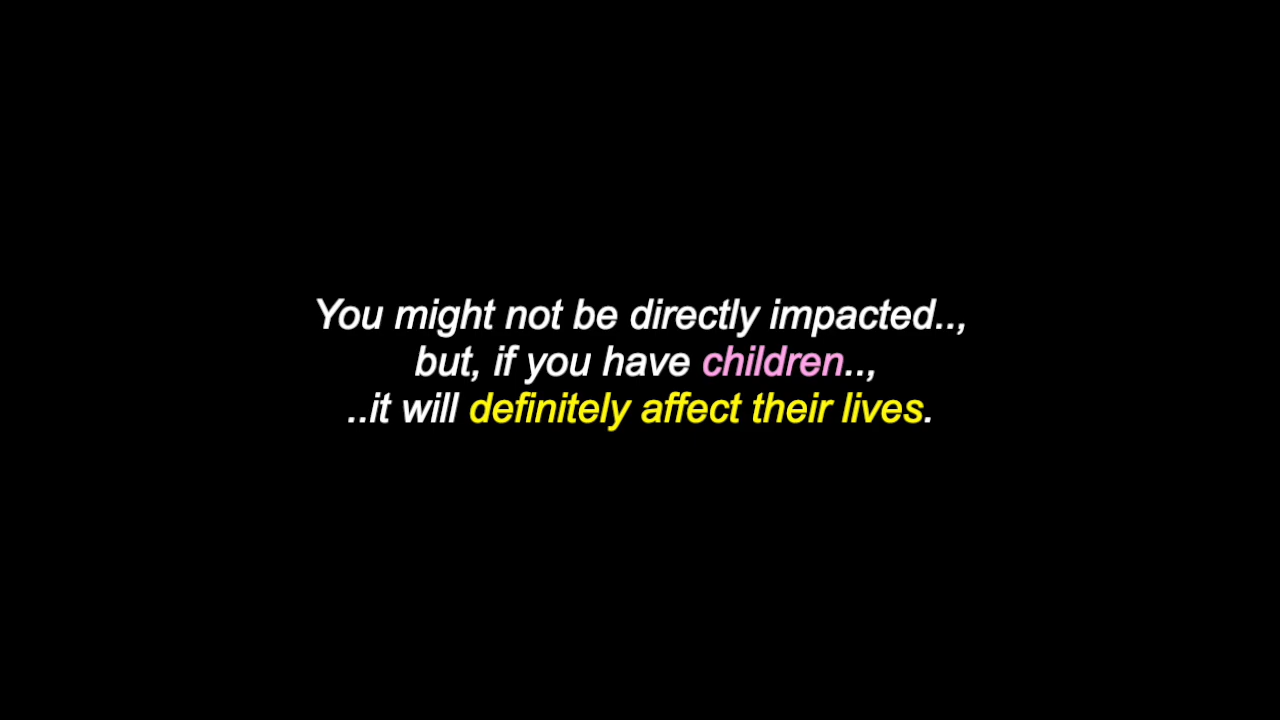 You might not be directly impacted..,
but, if you have children..,
..it will definitely affect their lives.